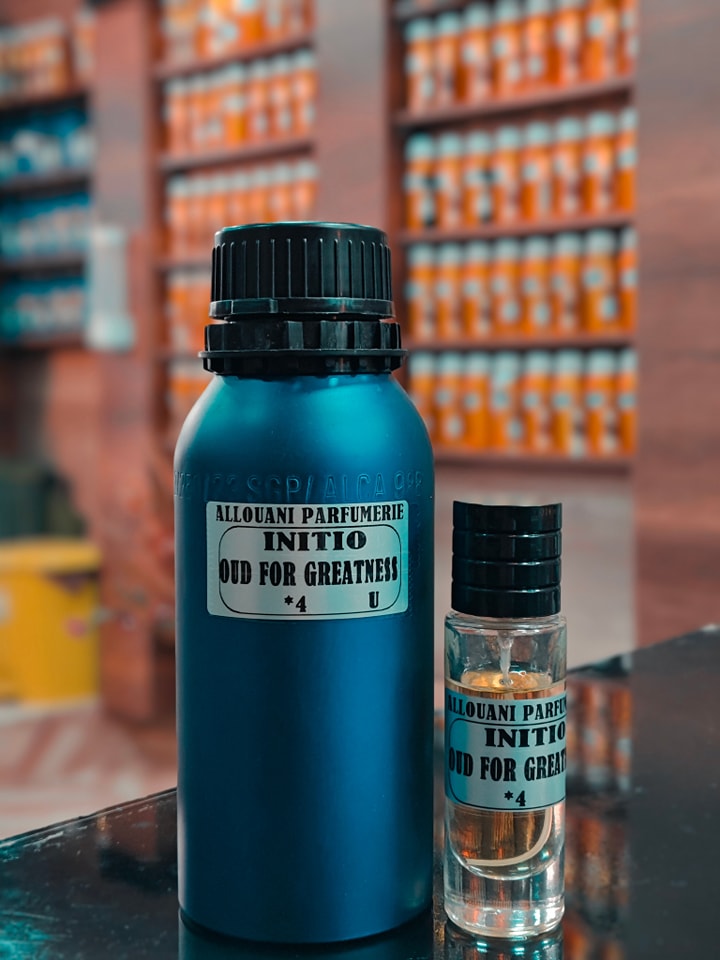 ALLOUANI PARFUMERIE
INITIO
OUD FOR GREATNESS
*4 U
ALLOUANI PARFU
INITIO
OUD FOR GREAT
*4